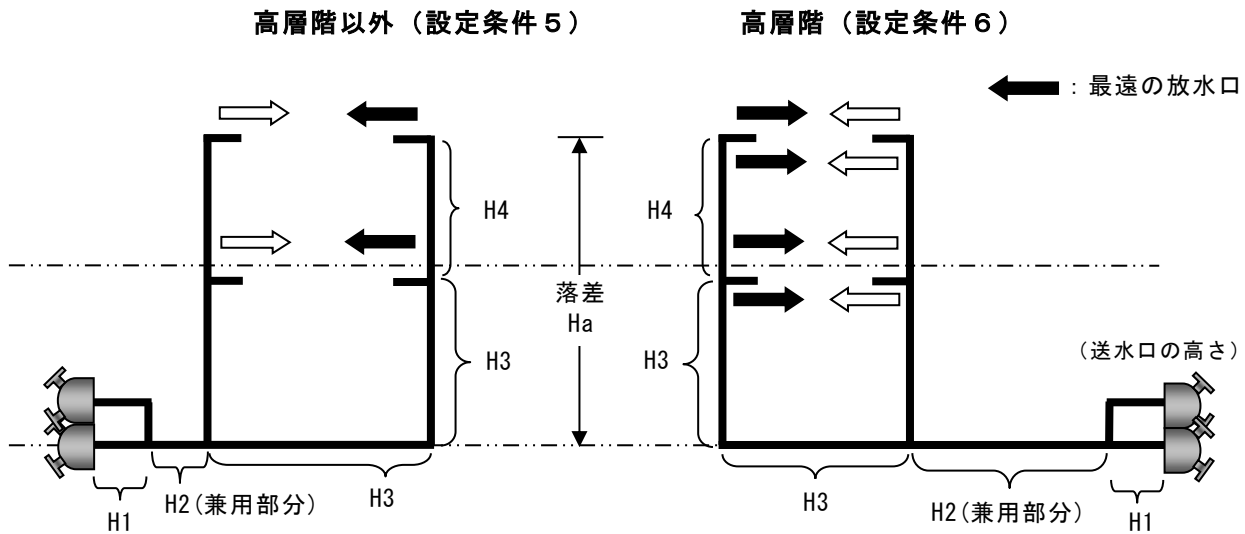 高層階以外（設定条件５）
高層階（設定条件６）
：最遠の放水口
H4
H4
落差
Ha
H3
H3
（送水口の高さ）
H1
H2(兼用部分)
H3
H3
H2(兼用部分)
H1